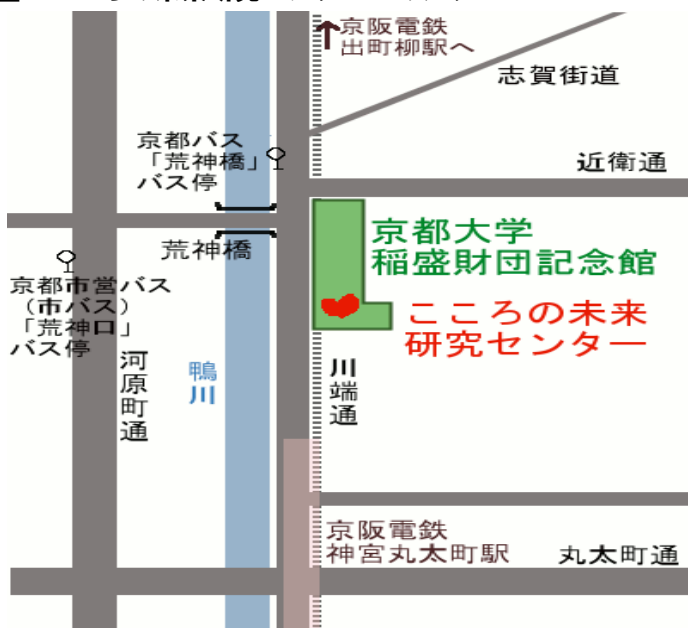 京阪電鉄
出町柳駅へ
志賀街道
京都バス
「荒神橋」
バス停
近衛通
荒神橋
京都大学
稲盛財団記念館
京都市営バス
（市バス）
「荒神口」
バス停
こころの未来
研究センター
河原町通
鴨川
川端通
京阪電鉄
神宮丸太町駅
丸太町通